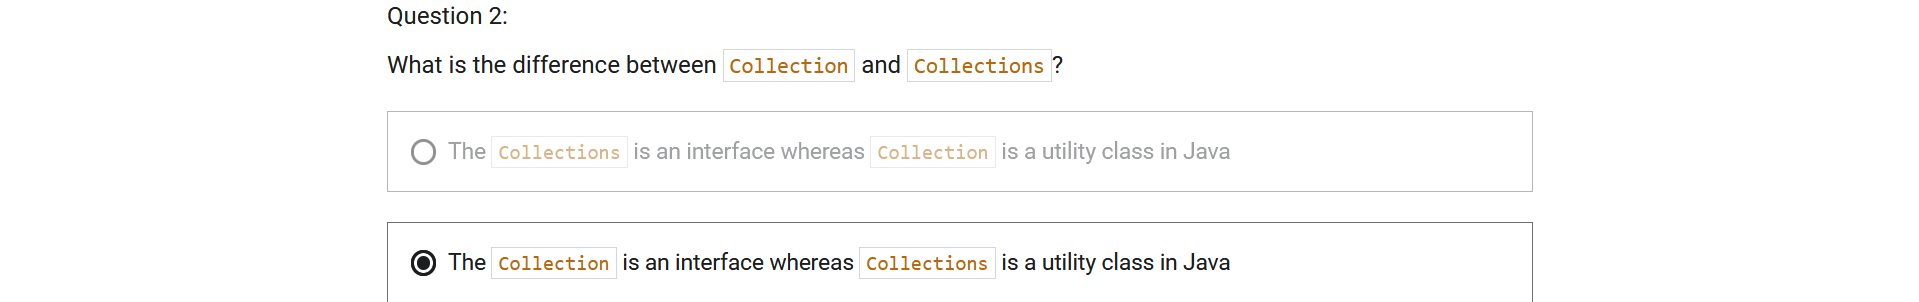 Question 2:
What is the difference between Collection and Collections?
The Collections is an interface whereas Collection is a utility class in Java
The Collection is an interface whereas Collections is a utility class in Java